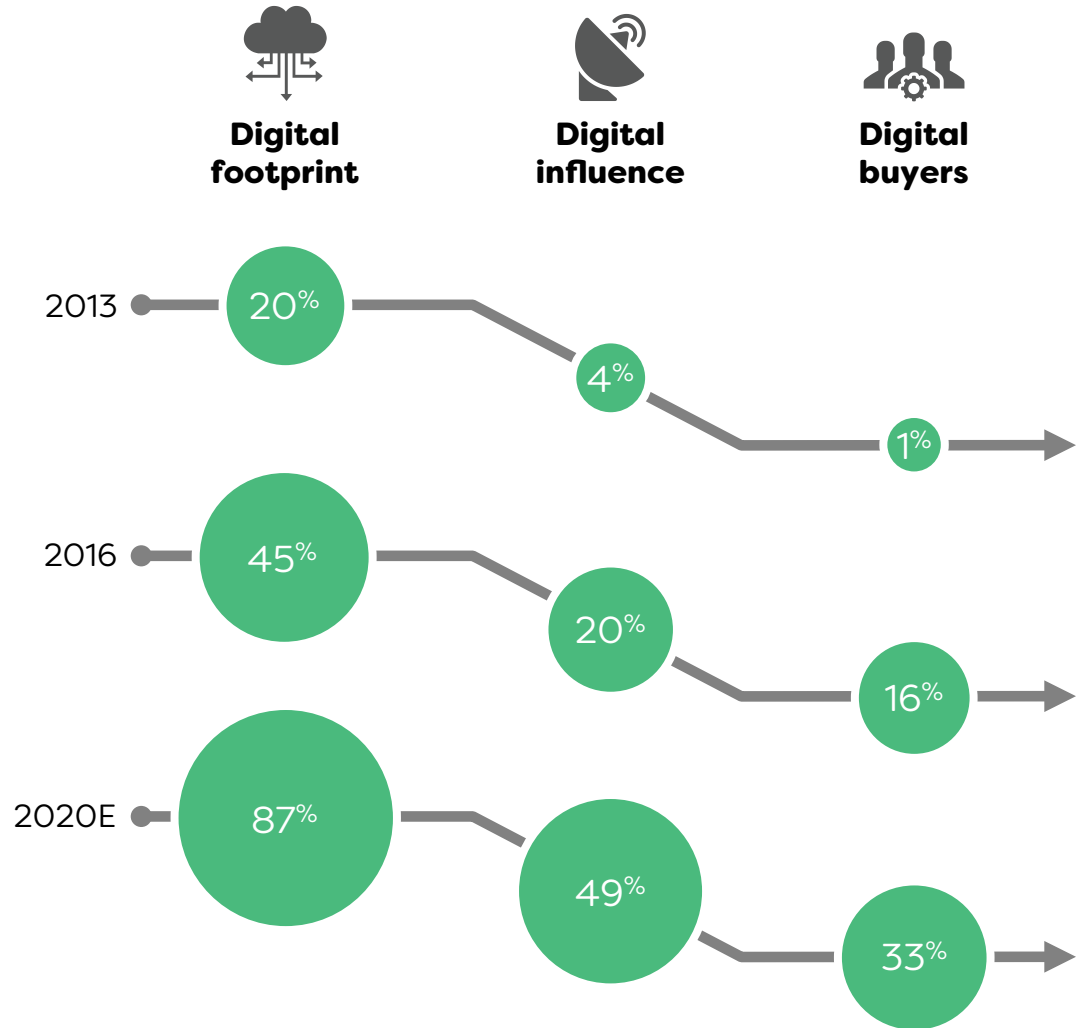 Digital
footprint
Digital
influence
Digital
buyers
2013
20%
4%
1%
2016
45%
20%
16%
2020E
87%
49%
33%